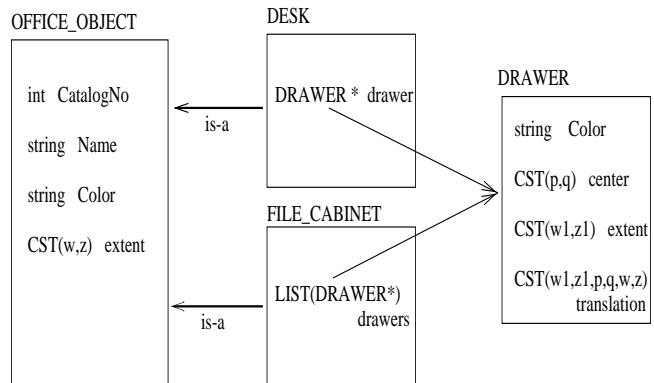 OFFICE_OBJECT
int CatalogNo
string Name
string Color
CST(w,z) extent
is-a
is-a
DESK
DRAWER * drawer
FILE_CABINET
LIST(DRAWER*)
drawers
DRAWER
string Color
CST(p,q) center
CST(w1,z1) extent
CST(w1,z1,p,q,w,z)
translation